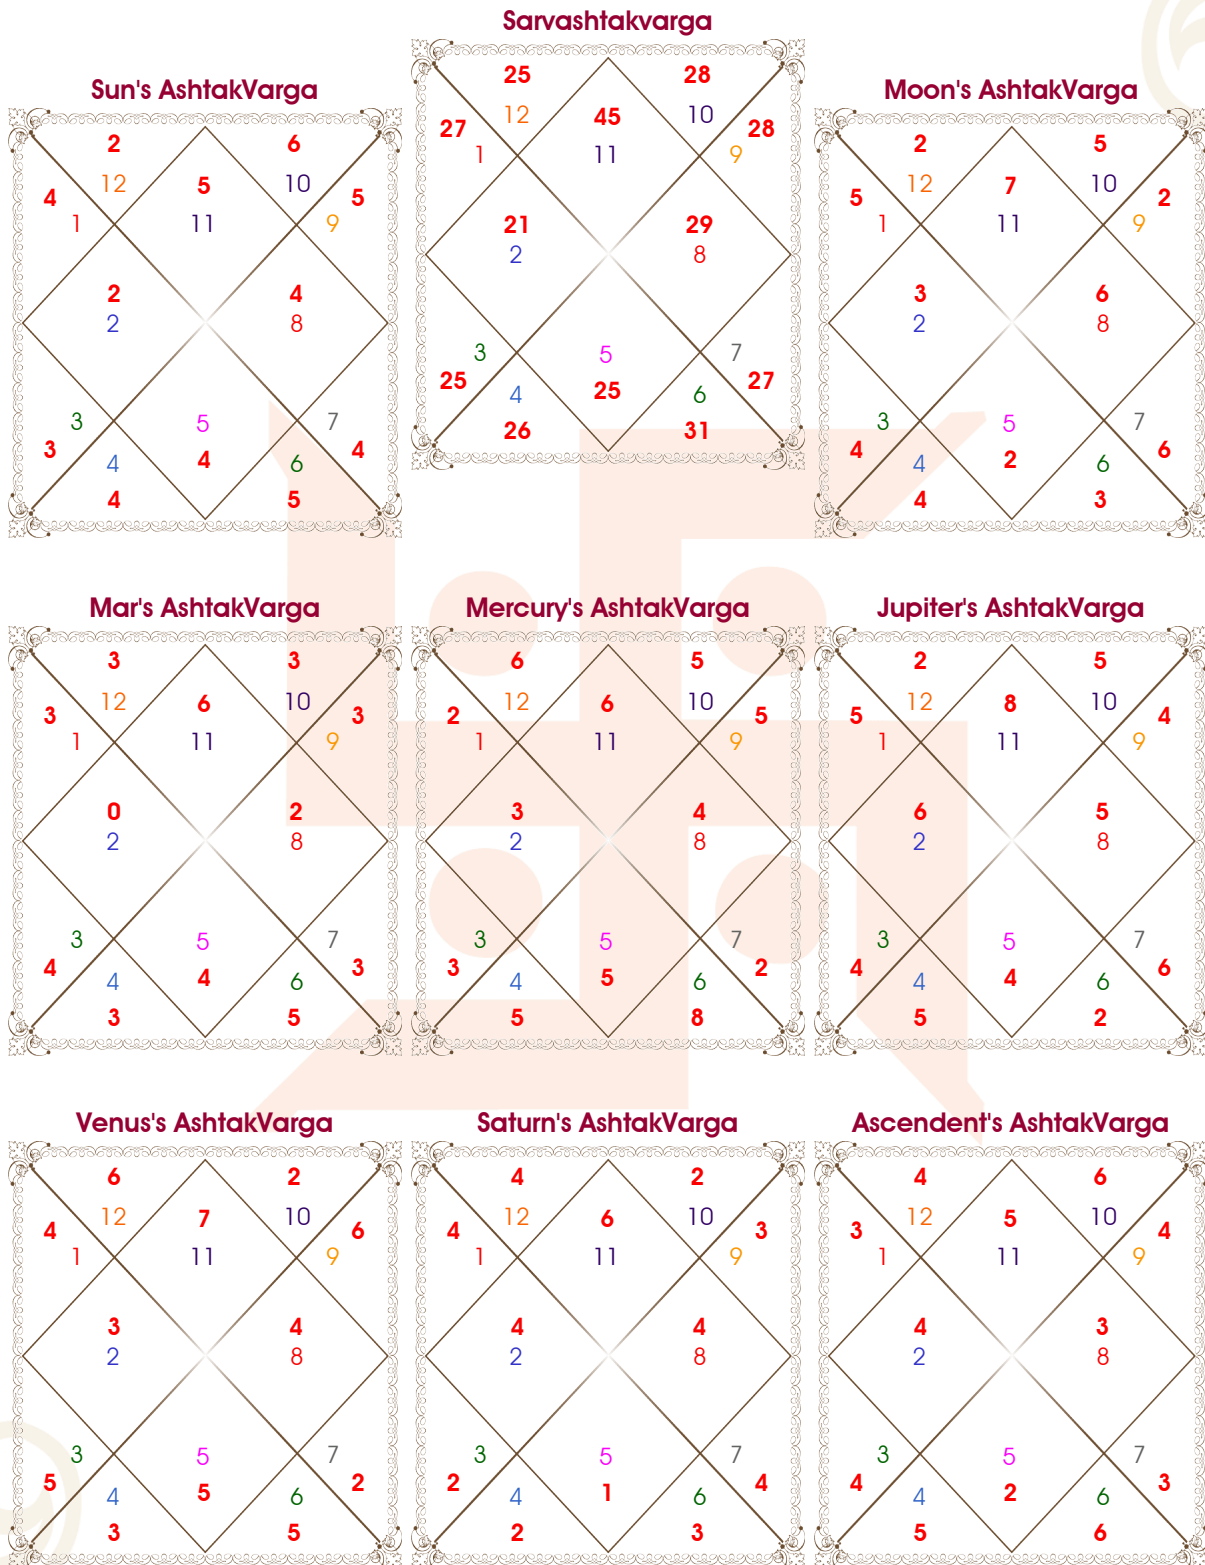 Sarvashtakvarga
25 28
12 45 10
27 28
1 11 9
21 29
2 8
3 5 7
25 27
4 25 6
26 31
Sun's AshtakVarga
2 6
12 5 10
4 5
1 11 9
2 4
2 8
3 5 7
3 4 4
4 6
4 5
Moon's AshtakVarga
2 5
12 7 10
5 2
1 11 9
3 6
2 8
3 5 7
4 2 6
4 6
4 3
Mar's AshtakVarga
3 3
12 6 10
3 3
1 11 9
0 2
2 8
3 5 7
4 4 3
4 6
3 5
Mercury's AshtakVarga
6 5
12 6 10
2 5
1 11 9
3 4
2 8
3 5 7
3 5 2
4 6
5 8
Jupiter's AshtakVarga
2 5
12 8 10
5 4
1 11 9
6 5
2 8
3 5 7
4 4 6
4 6
5 2
Venus's AshtakVarga
6 2
12 7 10
4 6
1 11 9
3 4
2 8
3 5 7
5 5 2
4 6
3 5
Saturn's AshtakVarga
4 2
12 6 10
4 3
1 11 9
4 4
2 8
3 5 7
2 1 4
4 6
2 3
Ascendent's AshtakVarga
4 6
12 5 10
3 4
1 11 9
4 3
2 8
3 5 7
4 2 3
4 6
5 6